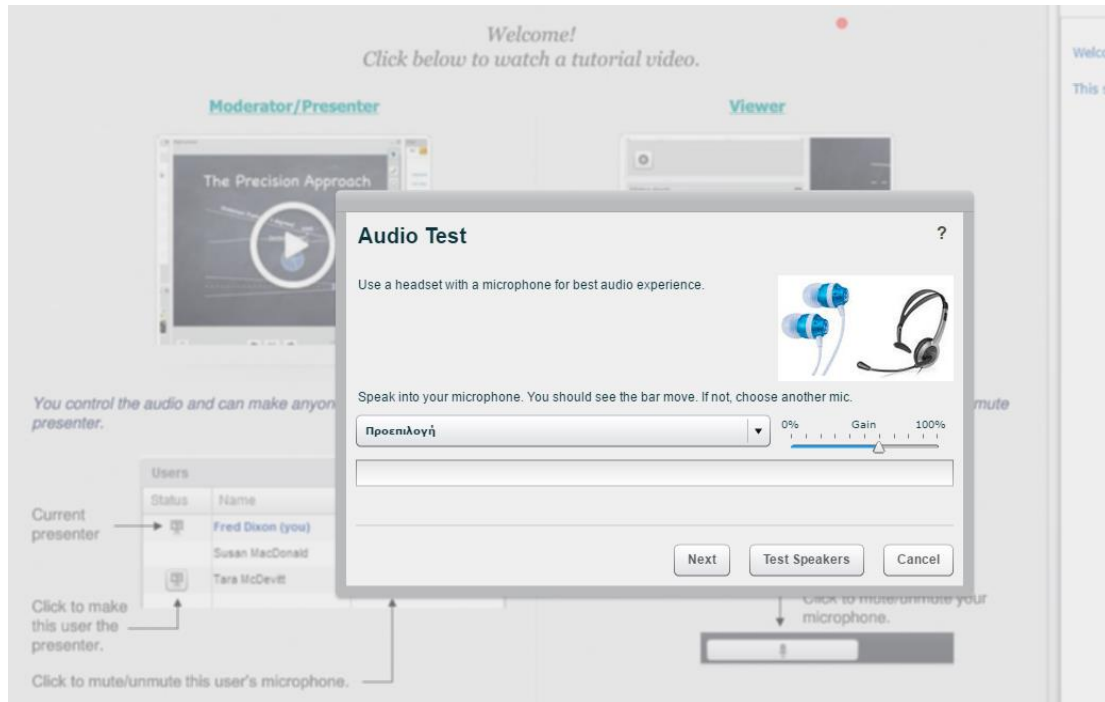 Welcome!
Click below to watch a tutorial video.
Moderator/Presenter
Viewer
The Precision Approach
Audio Test
?
Use a headset with a microphone for best audio experience.
Speak into your microphone. You should see the bar move. If not, choose another mic.
Προεπιλογή
0% Gain 100%
Next
Test Speakers
Cancel
You control the audio and can make anyon
presenter.
mute
Users
Status Name
Current
presenter
Fred Dixon (you)
Susan MacDonald
Tara McDevitt
Click to make
this user the
presenter.
Click to mute/unmute this user's microphone.
Click to mute/unmute your
microphone.
Welco
This s